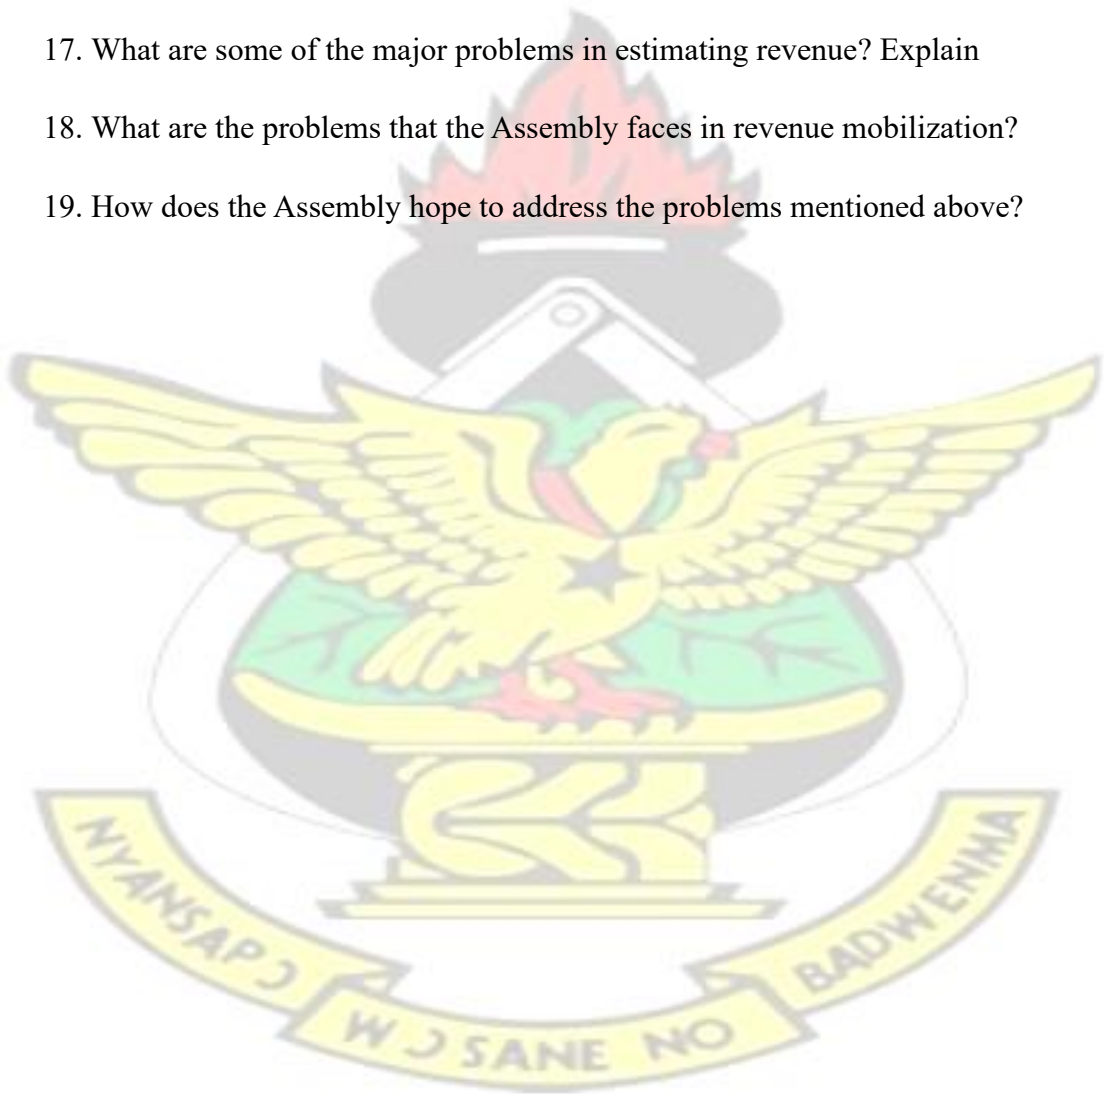 17. What are some of the major problems in estimating revenue? Explain
18. What are the problems that the Assembly faces in revenue mobilization?
19. How does the Assembly hope to address the problems mentioned above?
NYANSAPƆ
WƆSANE NO
BADWENMA